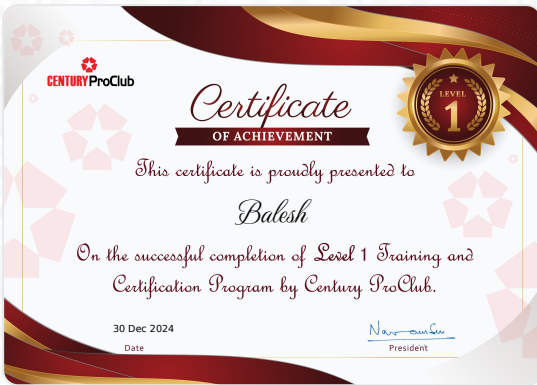 CENTURY ProClub
Certificate
OF ACHIEVEMENT
LEVEL
1
This certificate is proudly presented to
Balesh
On the successful completion of Level 1 Training and
Certification Program by Century ProClub.
30 Dec 2024
Date
President